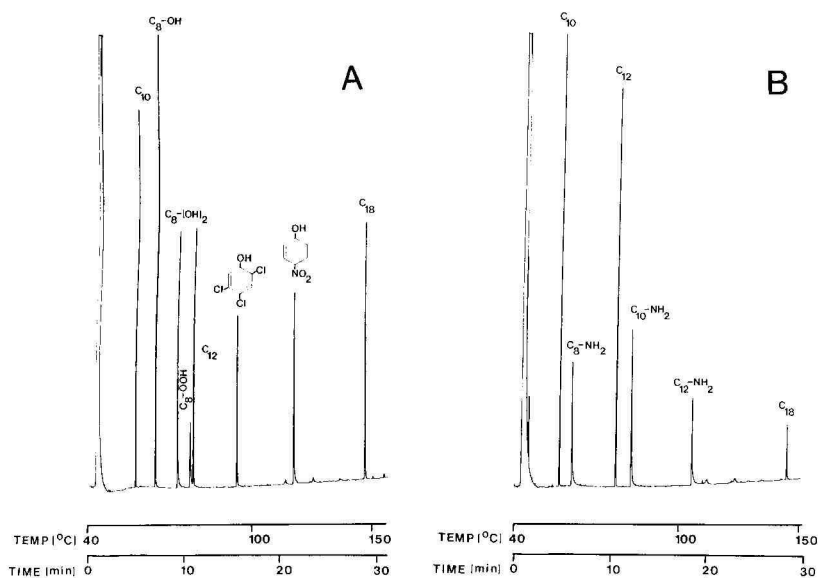 A
C10
C8-OH
C8-(OH)2
C8-OOH
C12
OH
Cl
Cl
Cl
OH
NO2
C18
TEMP (°C)
40
100
150
TIME (min)
0
10
20
30
B
C10
C12
C8-NH2
C10-NH2
C12-NH2
C18
TEMP (°C)
40
100
150
TIME (min)
0
10
20
30